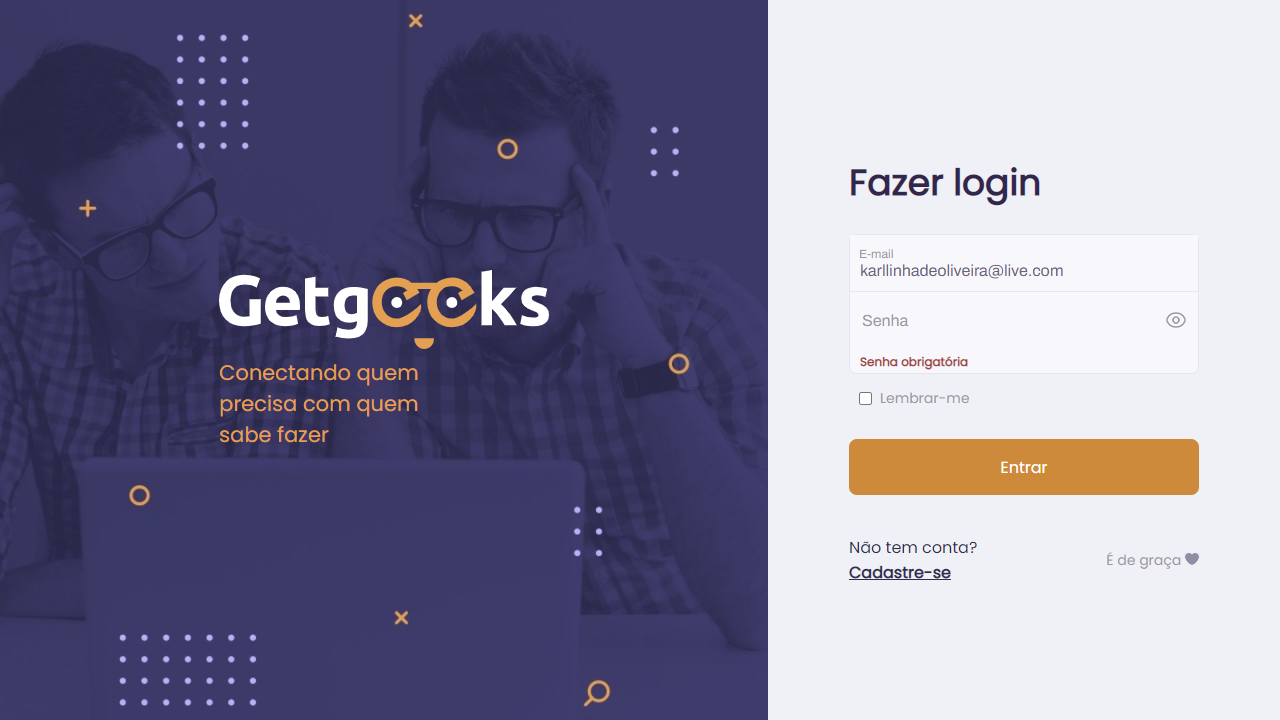 Getgeeks
Conectando quem
precisa com quem
sabe fazer
Fazer login
E-mail
karllinhadeoliveira@live.com
Senha
Senha obrigatória
Lembrar-me
Entrar
Não tem conta?
Cadastre-se
É de graça